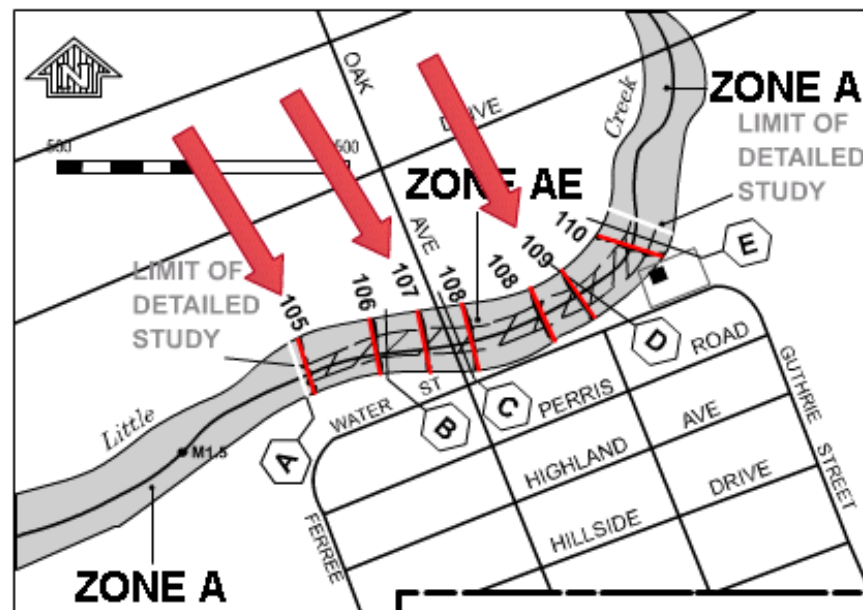 N
OAK
AVE
DRIVE
500
500
Creek
ZONE A
LIMIT OF
DETAILED
STUDY
ZONE AE
LIMIT OF
DETAILED
STUDY
105
106
107
108
108
109
110
A
B
C
D
E
Little
M1.5
WATER ST
PERRIS ROAD
HIGHLAND AVE
HILLSIDE DRIVE
FERREE
GUTHRIE STREET
ZONE A